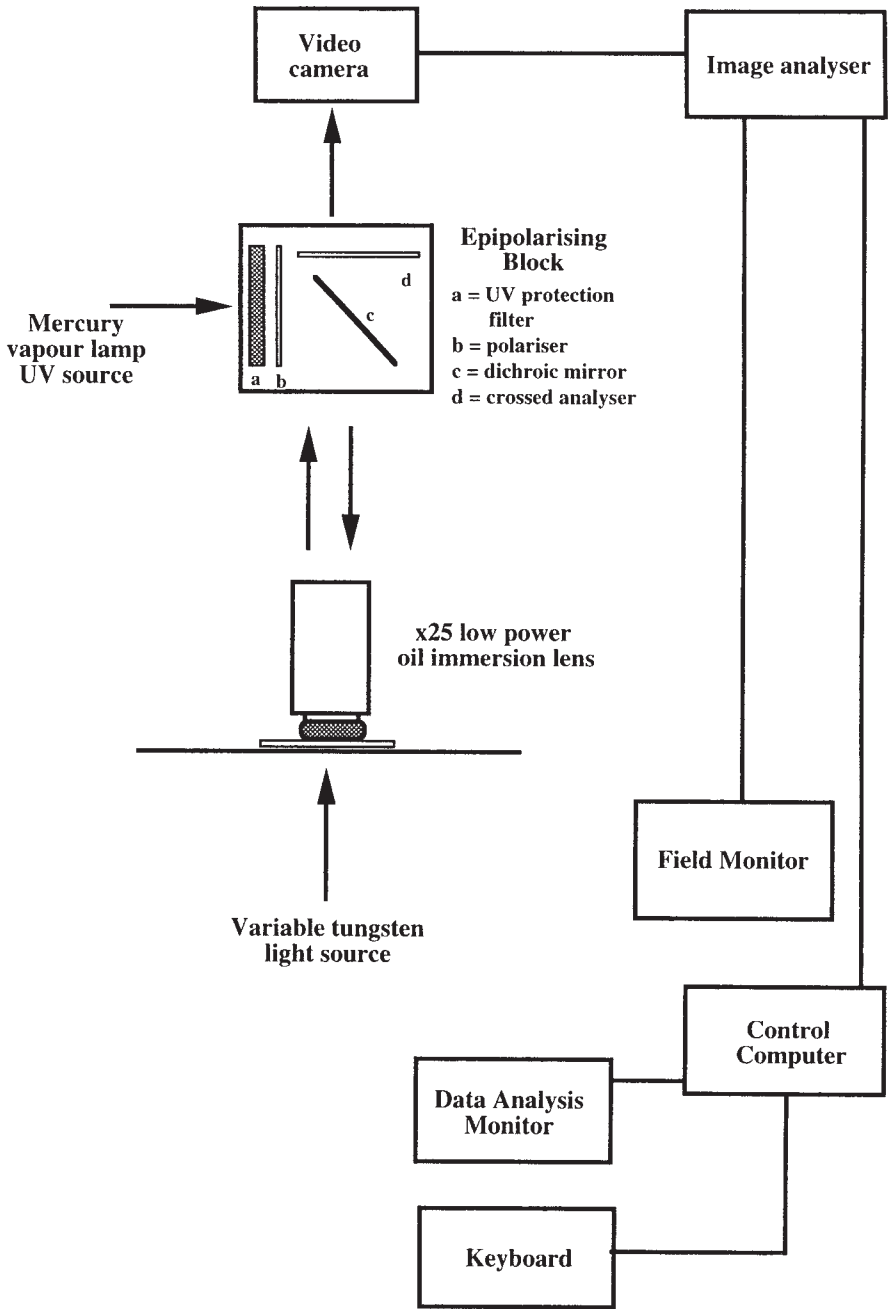 Video
camera
Image analyser
Epipolarising
Block
a = UV protection
filter
b = polariser
c = dichroic mirror
d = crossed analyser
d
c
a
b
Mercury
vapour lamp
UV source
x25 low power
oil immersion lens
Variable tungsten
light source
Field Monitor
Control
Computer
Data Analysis
Monitor
Keyboard